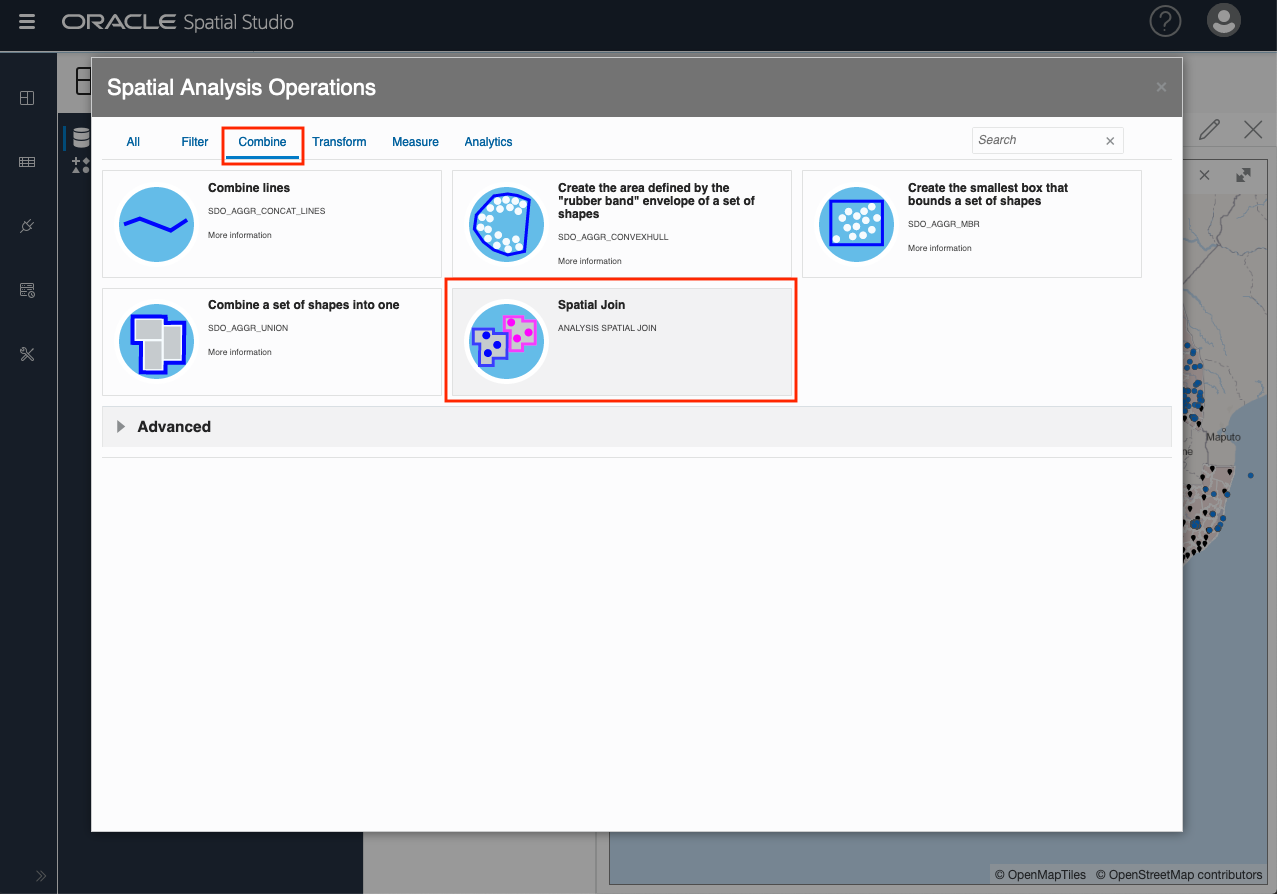 ORACLE Spatial Studio
Spatial Analysis Operations
All
Filter
Combine
Transform
Measure
Analytics
Search
Combine lines
SDO_AGGR_CONCAT_LINES
More information
Create the area defined by the
"rubber band" envelope of a set of
shapes
SDO_AGGR_CONVEXHULL
More information
Create the smallest box that
bounds a set of shapes
SDO_AGGR_MBR
More information
Combine a set of shapes into one
SDO_AGGR_UNION
More information
Spatial Join
ANALYSIS SPATIAL JOIN
Advanced
Maputo
© OpenMapTiles © OpenStreetMap contributors